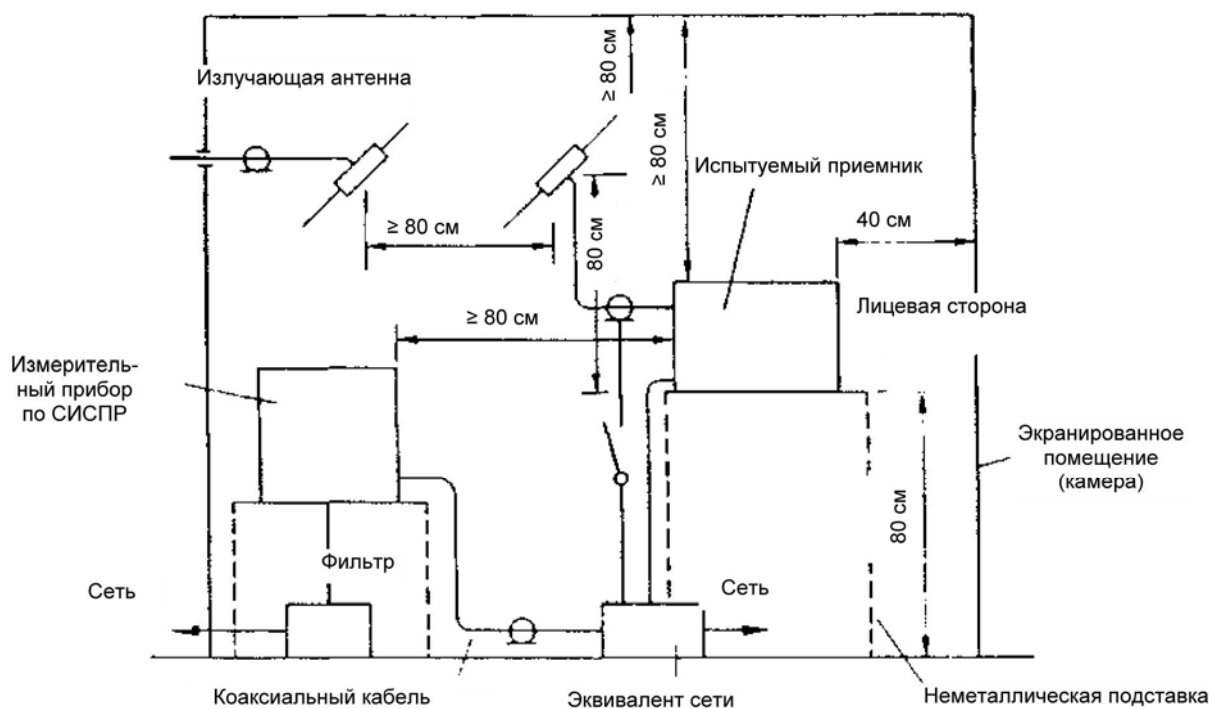 Излучающая антенна
≥ 80 см
≥ 80 см
Испытуемый приемник
≥ 80 см
80 см
40 см
Лицевая сторона
≥ 80 см
Измеритель-
ный прибор
по СИСПР
Экранированное
помещение
(камера)
80 см
Фильтр
Сеть
Сеть
Коаксиальный кабель
Эквивалент сети
Неметаллическая подставка